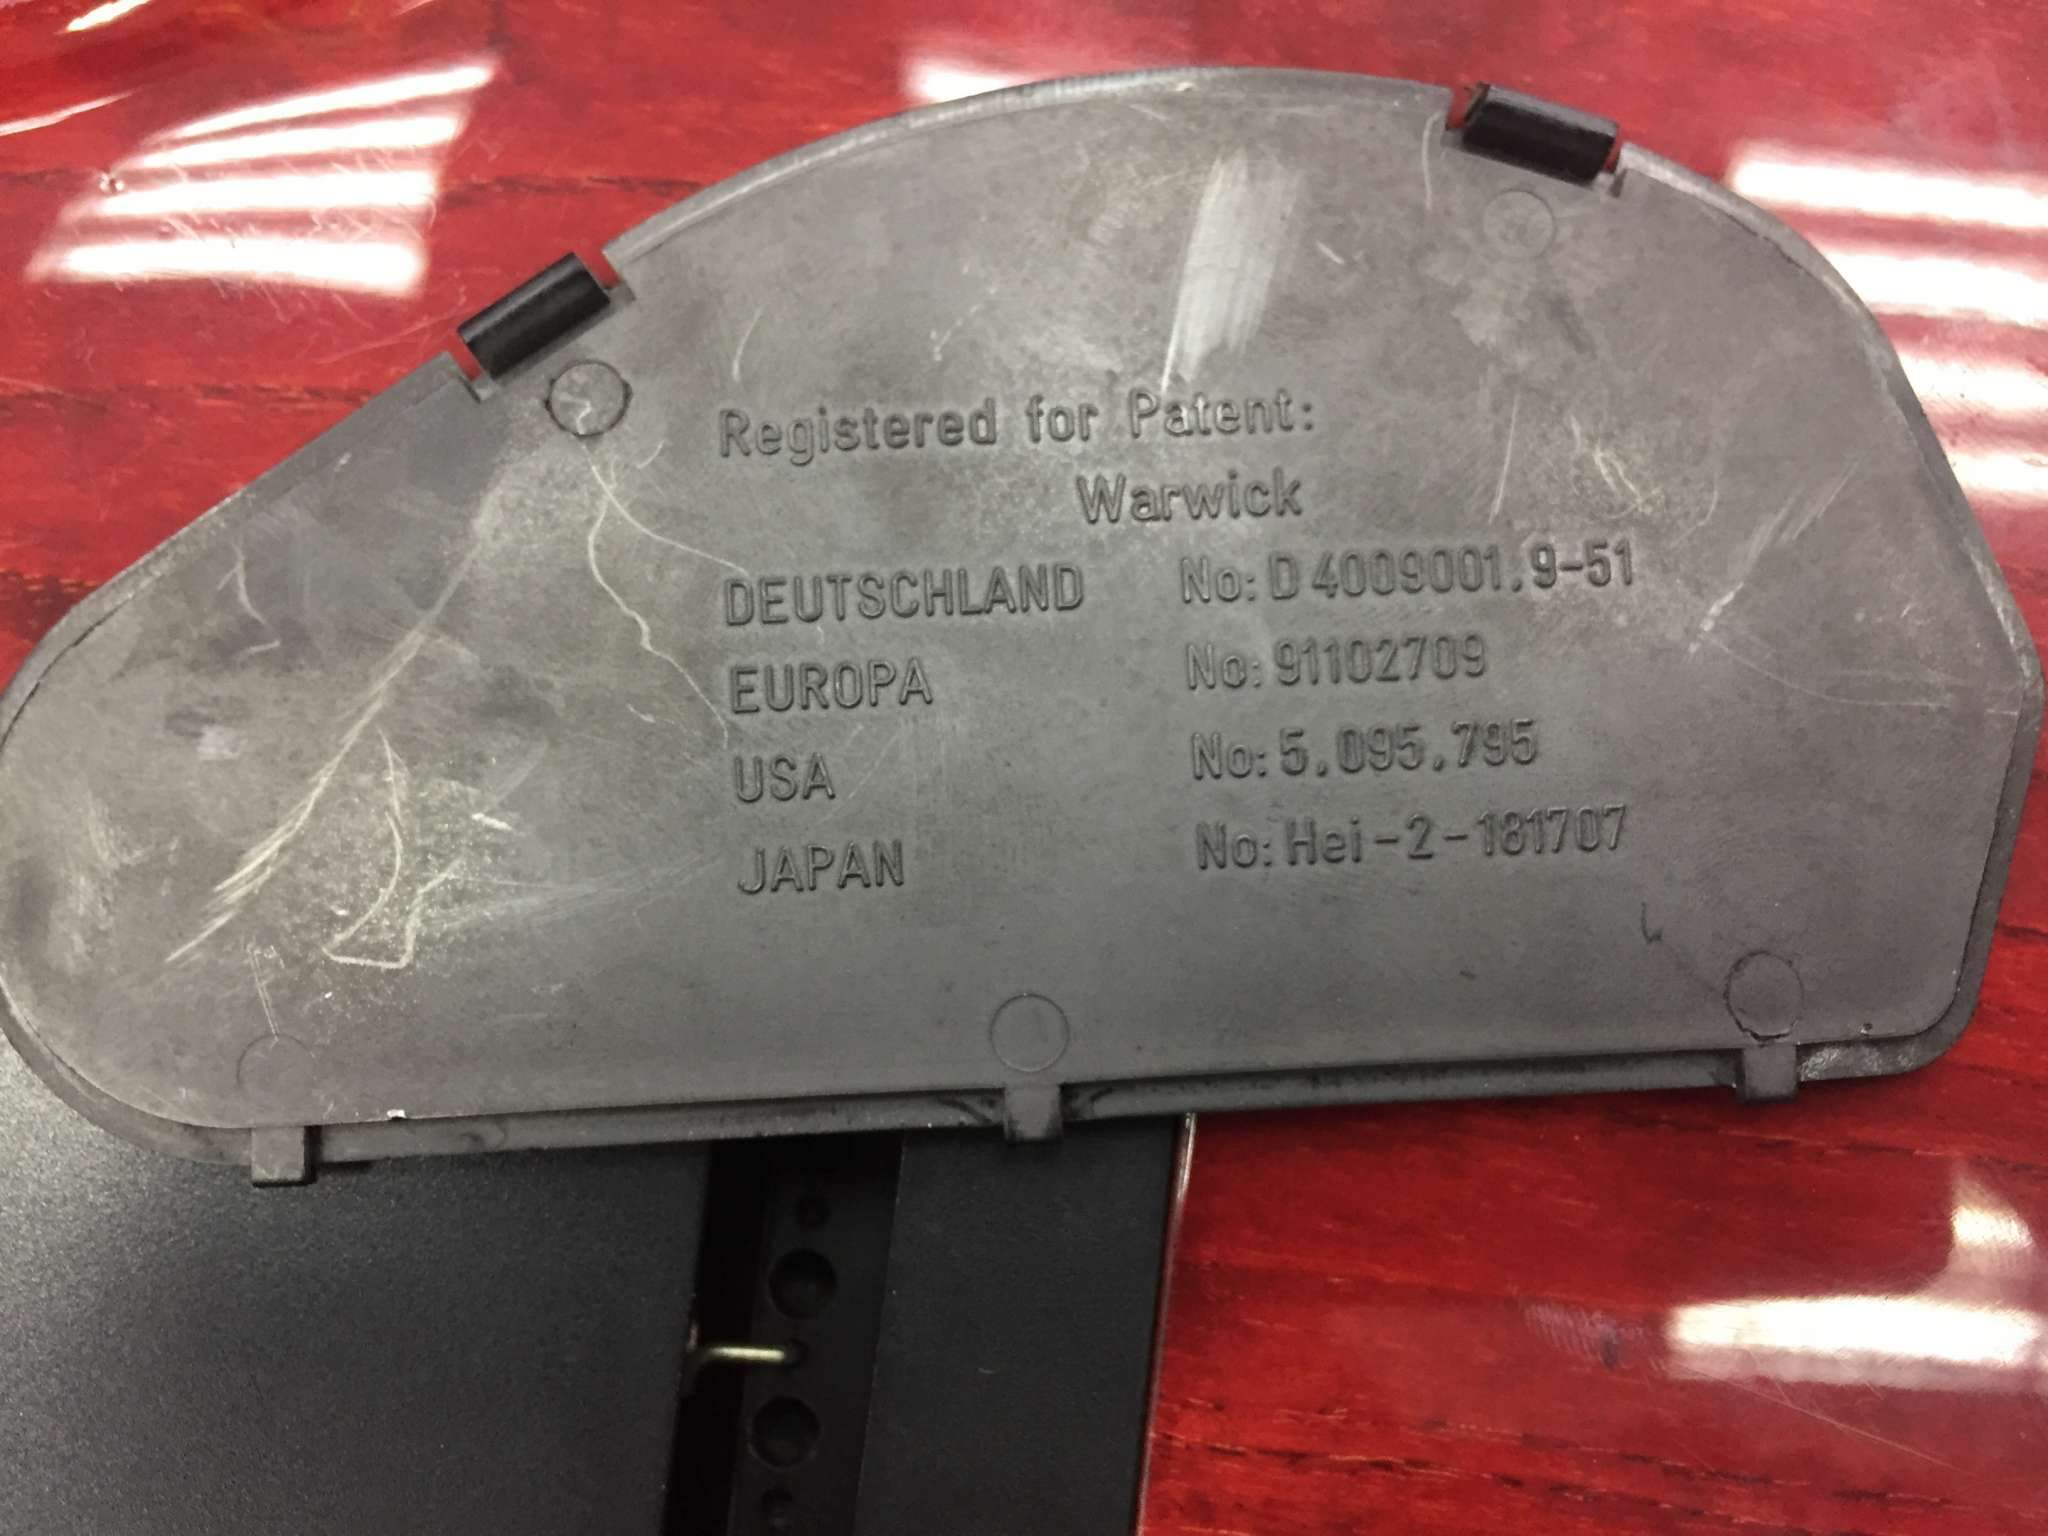 Registered for Patent:
Warwick
DEUTSCHLAND No: D 4009001.9-51
EUROPA No: 91102709
USA No: 5.095.795
JAPAN No: Hei-2-181707